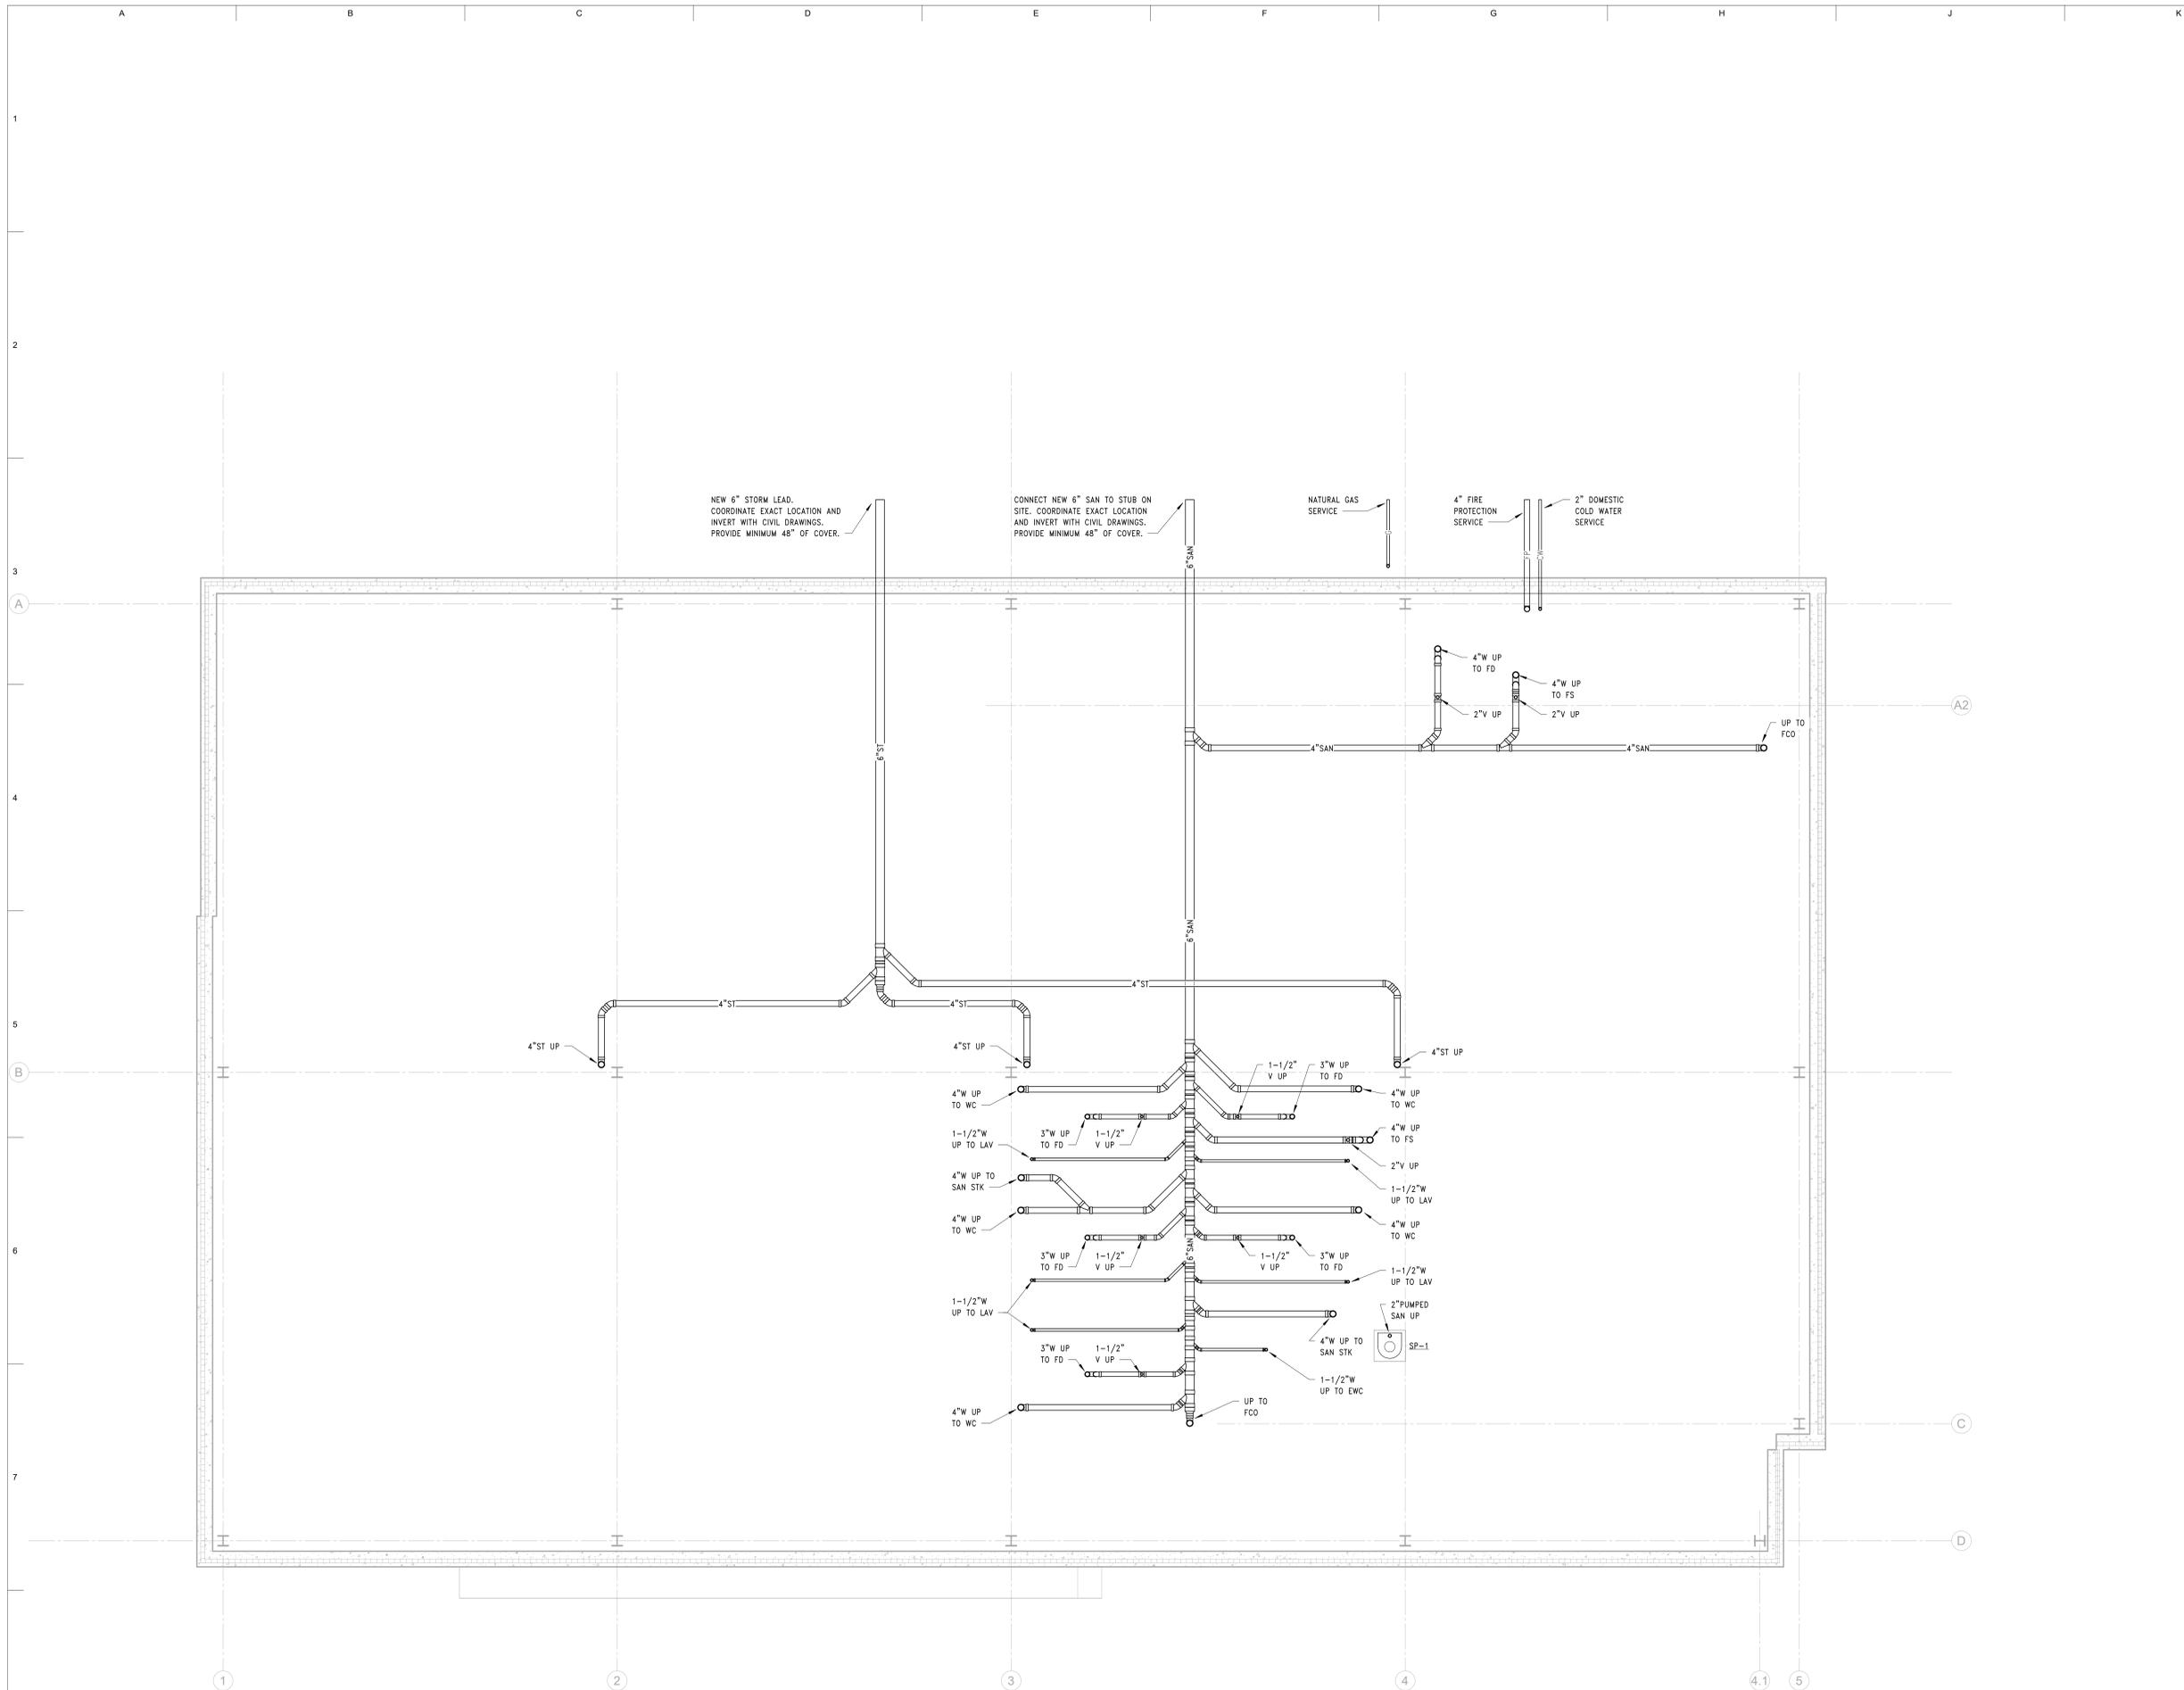 A
B
C
D
E
F
G
H
J
K
1
2
3
4
5
6
7
NEW 6" STORM LEAD.
COORDINATE EXACT LOCATION AND
INVERT WITH CIVIL DRAWINGS.
PROVIDE MINIMUM 48" OF COVER.
CONNECT NEW 6" SAN TO STUB ON
SITE. COORDINATE EXACT LOCATION
AND INVERT WITH CIVIL DRAWINGS.
PROVIDE MINIMUM 48" OF COVER.
NATURAL GAS
SERVICE
4" FIRE
PROTECTION
SERVICE
2" DOMESTIC
COLD WATER
SERVICE
6"SAN
G
FP
CW
A
4"W UP
TO FD
4"W UP
TO FS
2"V UP
2"V UP
A2
UP TO
FCO
6"ST
4"SAN
4"SAN
6"SAN
4"ST
4"ST
4"ST
4"ST UP
4"ST UP
4"ST UP
B
1-1/2"
V UP
3"W UP
TO FD
4"W UP
TO WC
4"W UP
TO WC
1-1/2"W
UP TO LAV
3"W UP
TO FD
1-1/2"
V UP
4"W UP
TO FS
2"V UP
4"W UP TO
SAN STK
1-1/2"W
UP TO LAV
4"W UP
TO WC
4"W UP
TO WC
6"SAN
3"W UP
TO FD
1-1/2"
V UP
1-1/2"
V UP
3"W UP
TO FD
1-1/2"W
UP TO LAV
1-1/2"W
UP TO LAV
2"PUMPED
SAN UP
4"W UP TO
SAN STK
SP-1
3"W UP
TO FD
1-1/2"
V UP
1-1/2"W
UP TO EWC
4"W UP
TO WC
UP TO
FCO
C
D
1
2
3
4
4.1
5